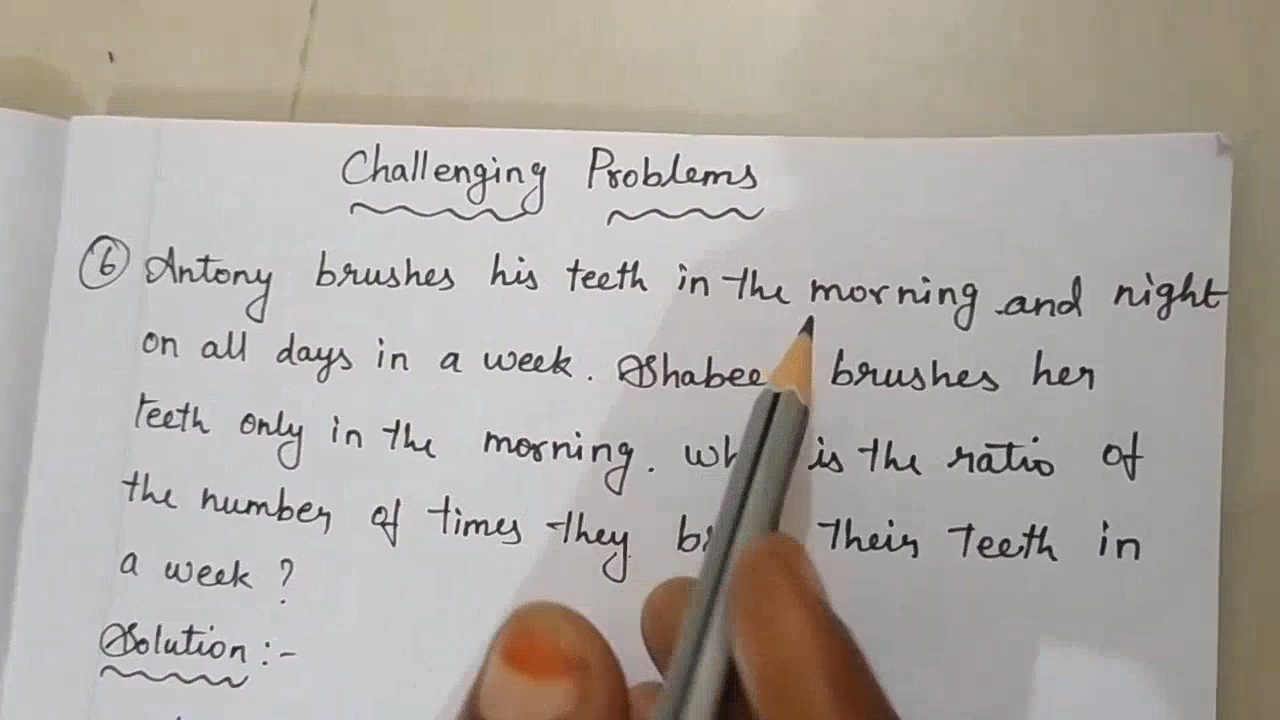 Challenging Problems
6 Antony brushes his teeth in the morning and night
on all days in a week. brushes her
teeth only in the morning. is the ratio of
the number of times they their teeth in
a week ?
Solution :-